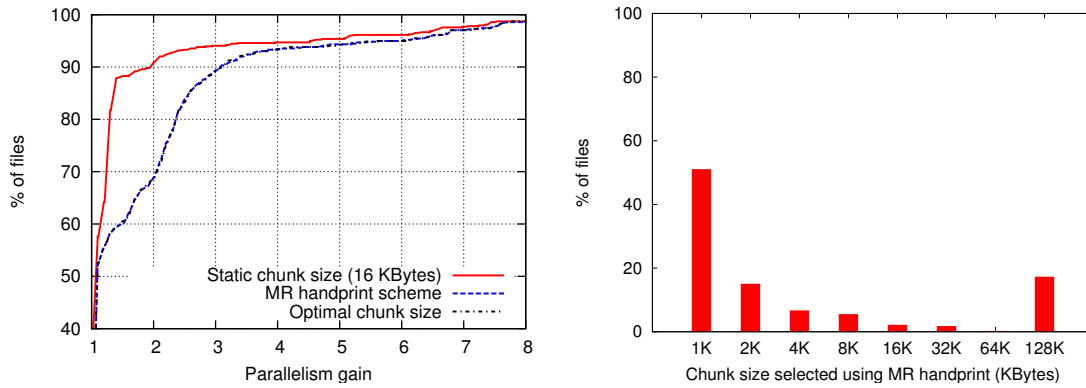 100
90
80
70
60
50
40
% of files
Static chunk size (16 KBytes)
MR handprint scheme
Optimal chunk size
1 2 3 4 5 6 7 8
Parallelism gain
100
80
60
40
20
0
% of files
1K 2K 4K 8K 16K 32K 64K 128K
Chunk size selected using MR handprint (KBytes)